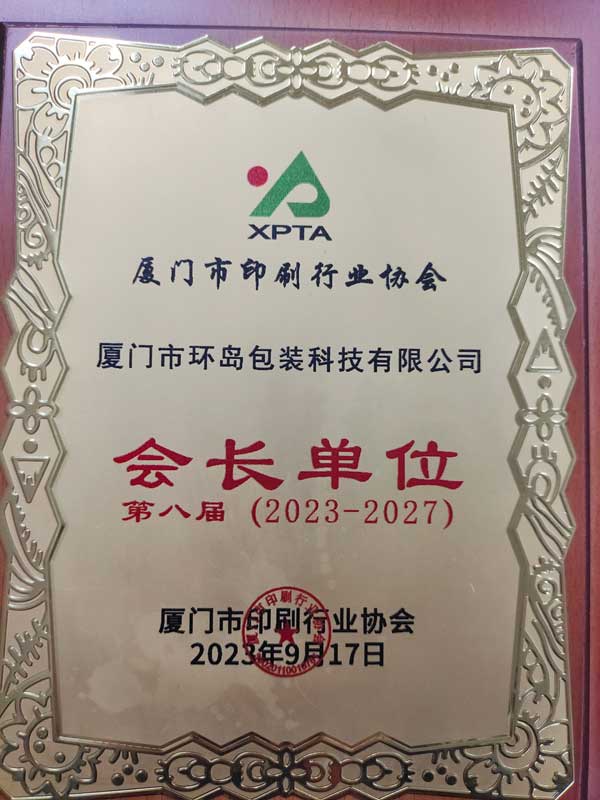 XPTA
厦门市印刷行业协会
厦门市环岛包装科技有限公司
会长单位
第八届 (2023-2027)
厦门市印刷行业协会
2023年9月17日